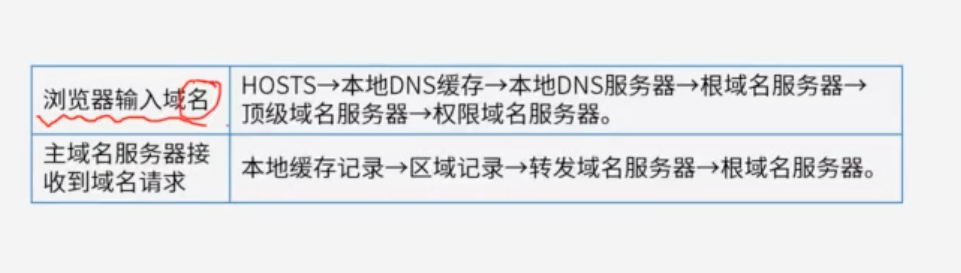 浏览器输入域名
HOSTS→本地DNS缓存→本地DNS服务器→根域名服务器→
顶级域名服务器→权限域名服务器。
主域名服务器接
收到域名请求
本地缓存记录→区域记录→转发域名服务器→根域名服务器。